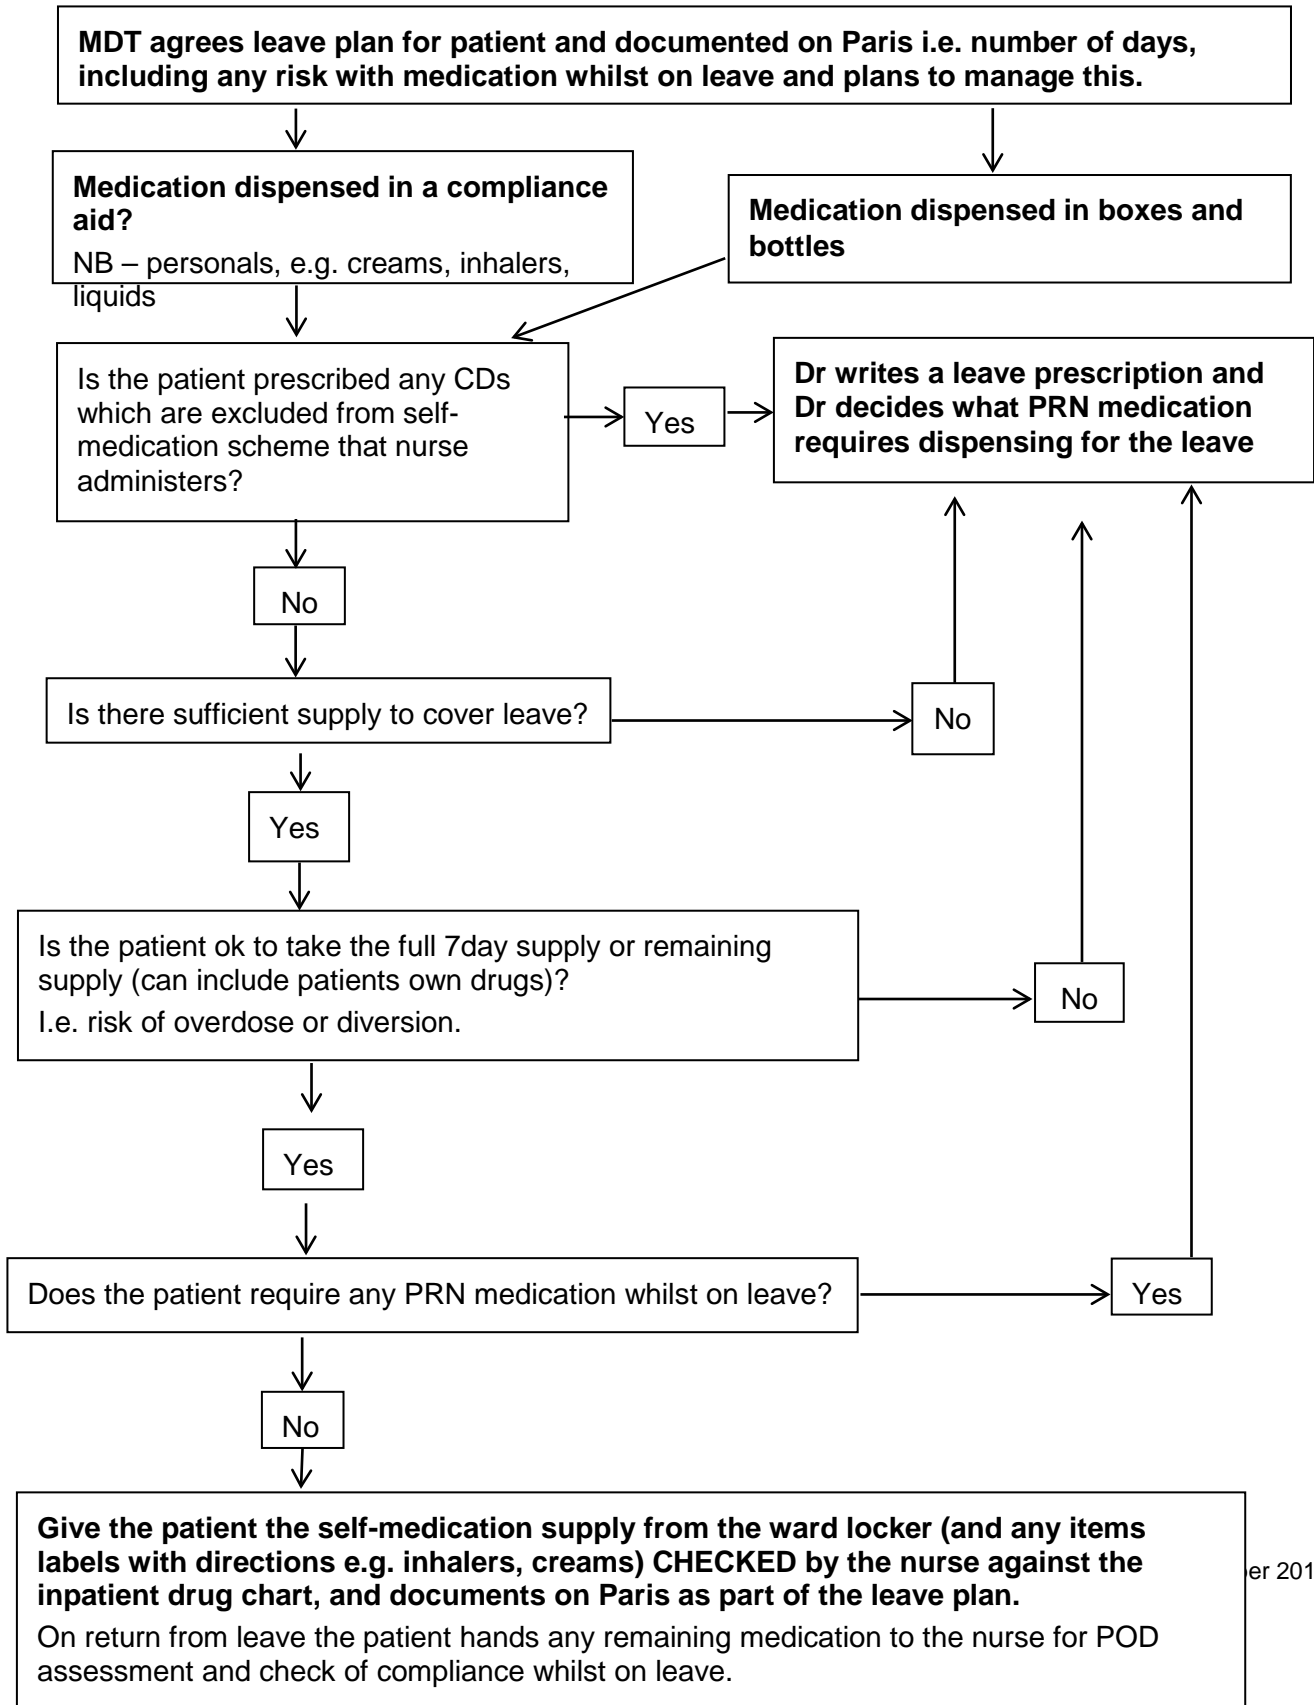 MDT agrees leave plan for patient and documented on Paris i.e. number of days,
including any risk with medication whilst on leave and plans to manage this.
Medication dispensed in a compliance
aid?
NB – personals, e.g. creams, inhalers,
liquids
Medication dispensed in boxes and
bottles
Is the patient prescribed any CDs
which are excluded from self-
medication scheme that nurse
administers?
Yes
Dr writes a leave prescription and
Dr decides what PRN medication
requires dispensing for the leave
No
Is there sufficient supply to cover leave?
No
Yes
Is the patient ok to take the full 7day supply or remaining
supply (can include patients own drugs)?
I.e. risk of overdose or diversion.
No
Yes
Does the patient require any PRN medication whilst on leave?
Yes
No
Give the patient the self-medication supply from the ward locker (and any items
labels with directions e.g. inhalers, creams) CHECKED by the nurse against the
inpatient drug chart, and documents on Paris as part of the leave plan.
On return from leave the patient hands any remaining medication to the nurse for POD
assessment and check of compliance whilst on leave.